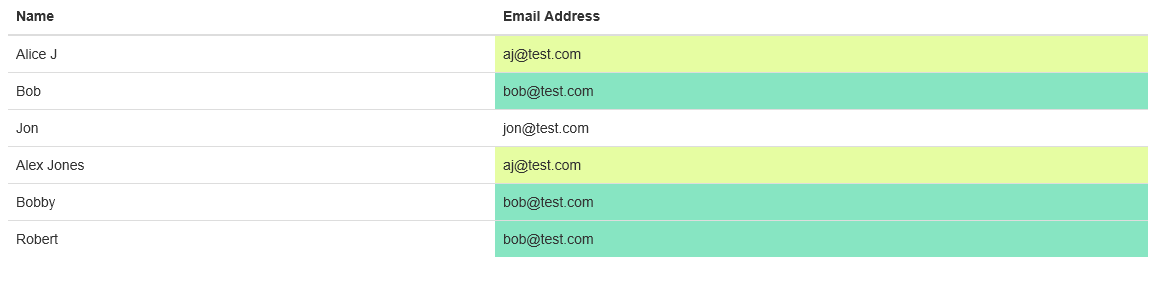 Name Email Address
Alice J aj@test.com
Bob bob@test.com
Jon jon@test.com
Alex Jones aj@test.com
Bobby bob@test.com
Robert bob@test.com